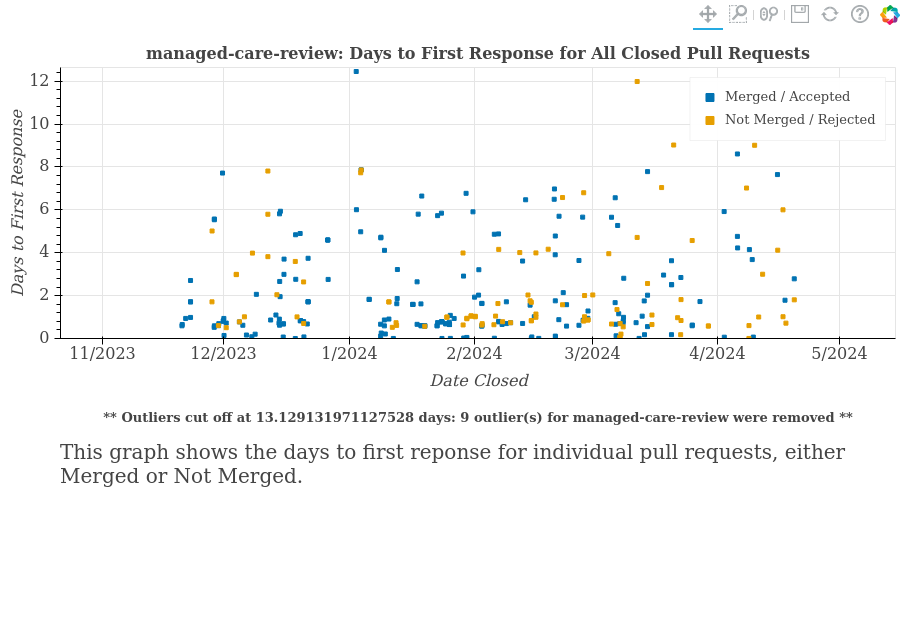 managed-care-review: Days to First Response for All Closed Pull Requests
12
10
8
6
4
2
0
Days to First Response
Merged / Accepted
Not Merged / Rejected
11/2023
12/2023
1/2024
2/2024
3/2024
4/2024
5/2024
Date Closed
** Outliers cut off at 13.129131971127528 days: 9 outlier(s) for managed-care-review were removed **
This graph shows the days to first reponse for individual pull requests, either
Merged or Not Merged.